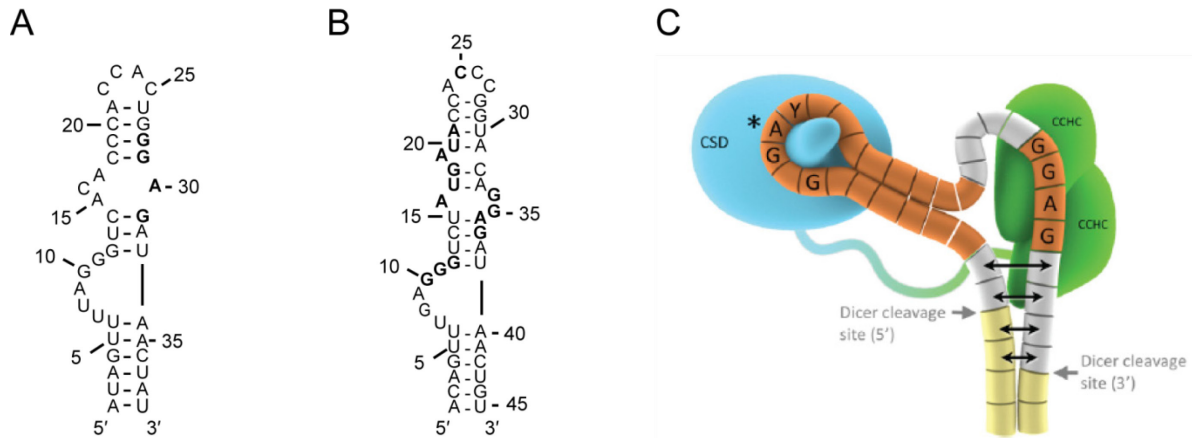 A
A U A G U U U U A G G G U C A C A C C C A C C A C U G G G A G A U A A C U A U
5
10
15
20
25
30
35
5′ 3′
B
A C A G U U U G A G G G U C U A U G A U A C C A C C C G G U A C A G G A G A U A A C U G U
5
10
15
20
25
30
35
40
45
5′ 3′
C
CSD
*
G G A Y
CCHC
CCHC
G
G
A
G
Dicer cleavage
site (5′)
Dicer cleavage
site (3′)